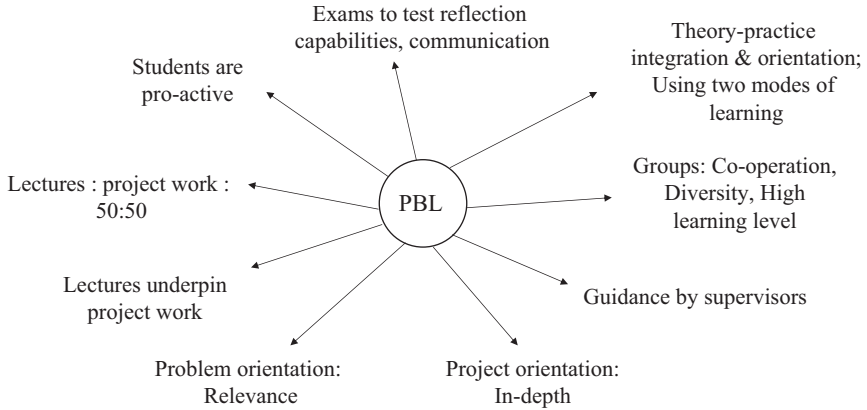 Exams to test reflection
capabilities, communication
Theory-practice
integration & orientation;
Using two modes of
learning
Students are
pro-active
Groups: Co-operation,
Diversity, High
learning level
Lectures : project work :
50:50
PBL
Lectures underpin
project work
Guidance by supervisors
Problem orientation:
Relevance
Project orientation:
In-depth